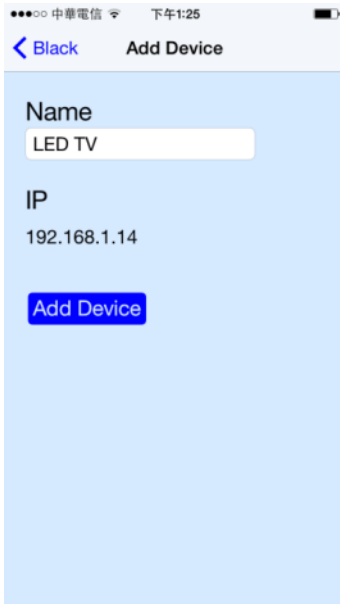 中華電信 下午1:25
Black Add Device
Name
LED TV
IP
192.168.1.14
Add Device